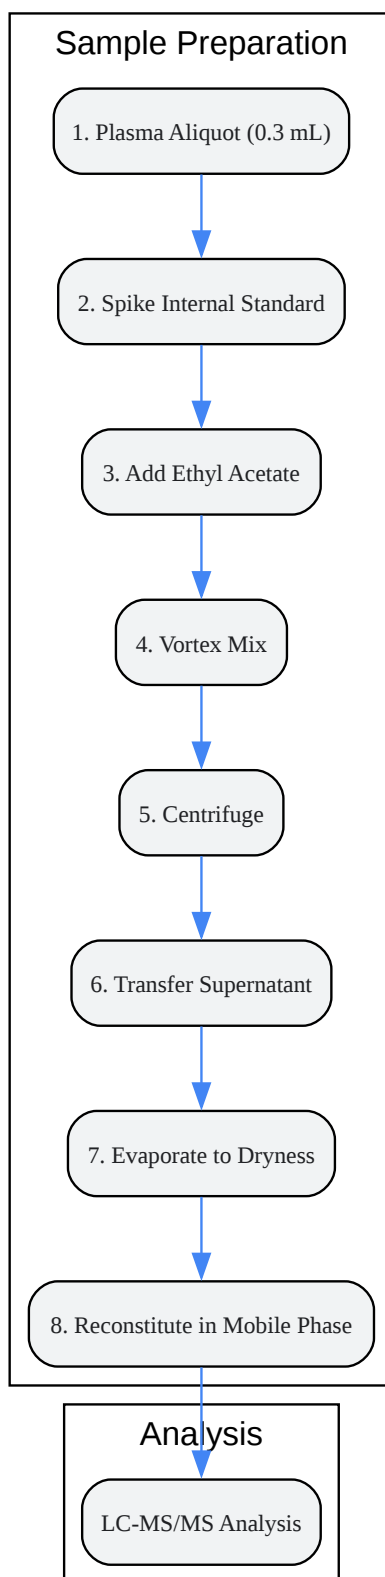 Sample Preparation
1. Plasma Aliquot (0.3 mL)
2. Spike Internal Standard
3. Add Ethyl Acetate
4. Vortex Mix
5. Centrifuge
6. Transfer Supernatant
7. Evaporate to Dryness
8. Reconstitute in Mobile Phase
Analysis
LC-MS/MS Analysis